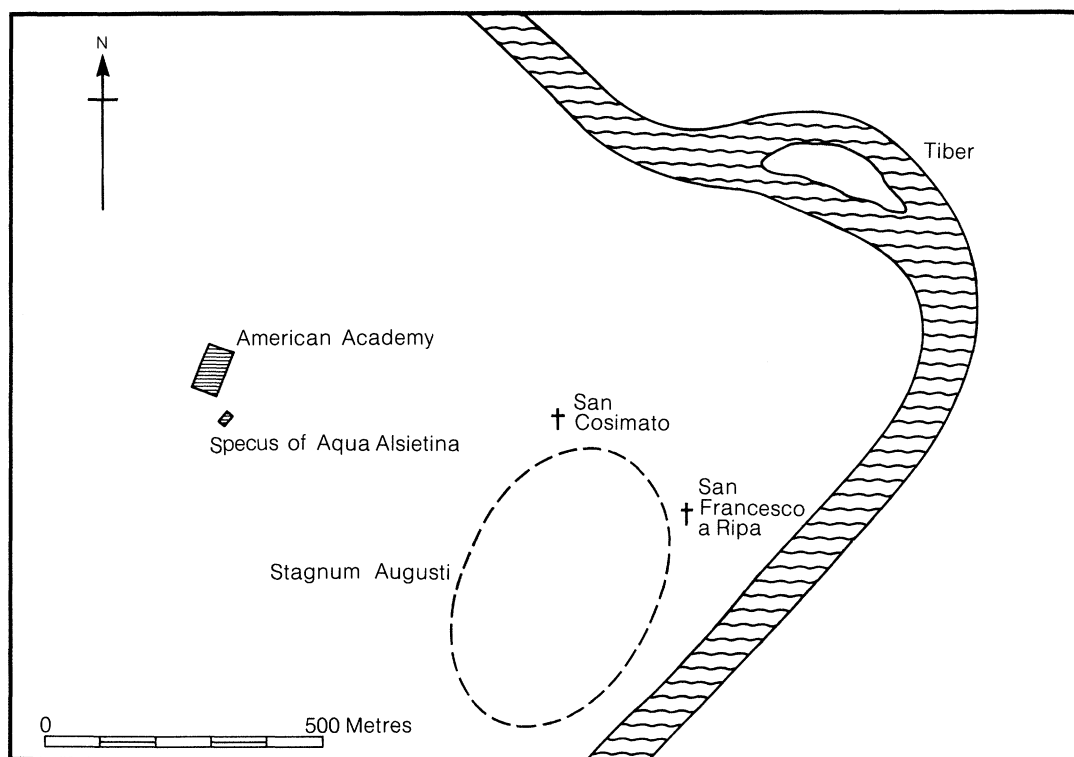 N
Tiber
American Academy
Specus of Aqua Alsietina
San
Cosimato
San
Francesco
a Ripa
Stagnum Augusti
0 500 Metres